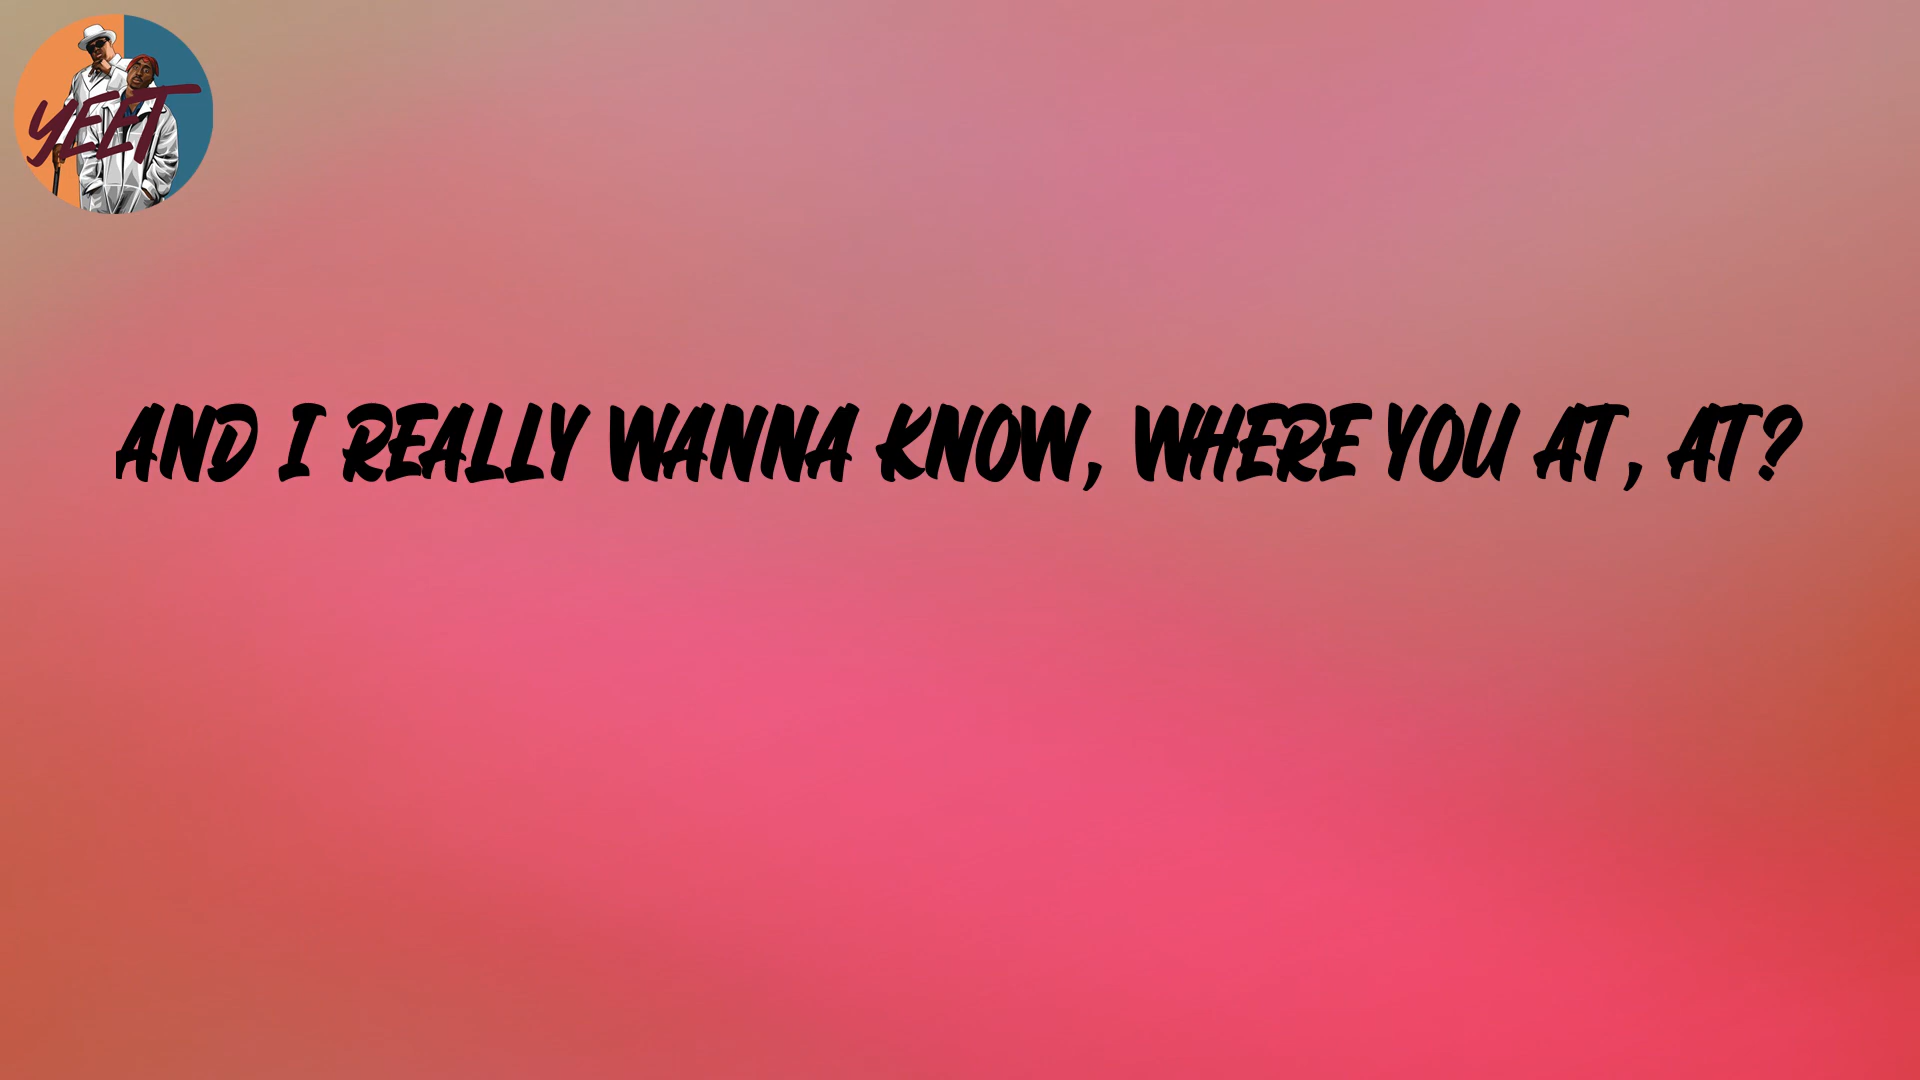 YEET
AND I REALLY WANNA KNOW, WHERE YOU AT, AT?